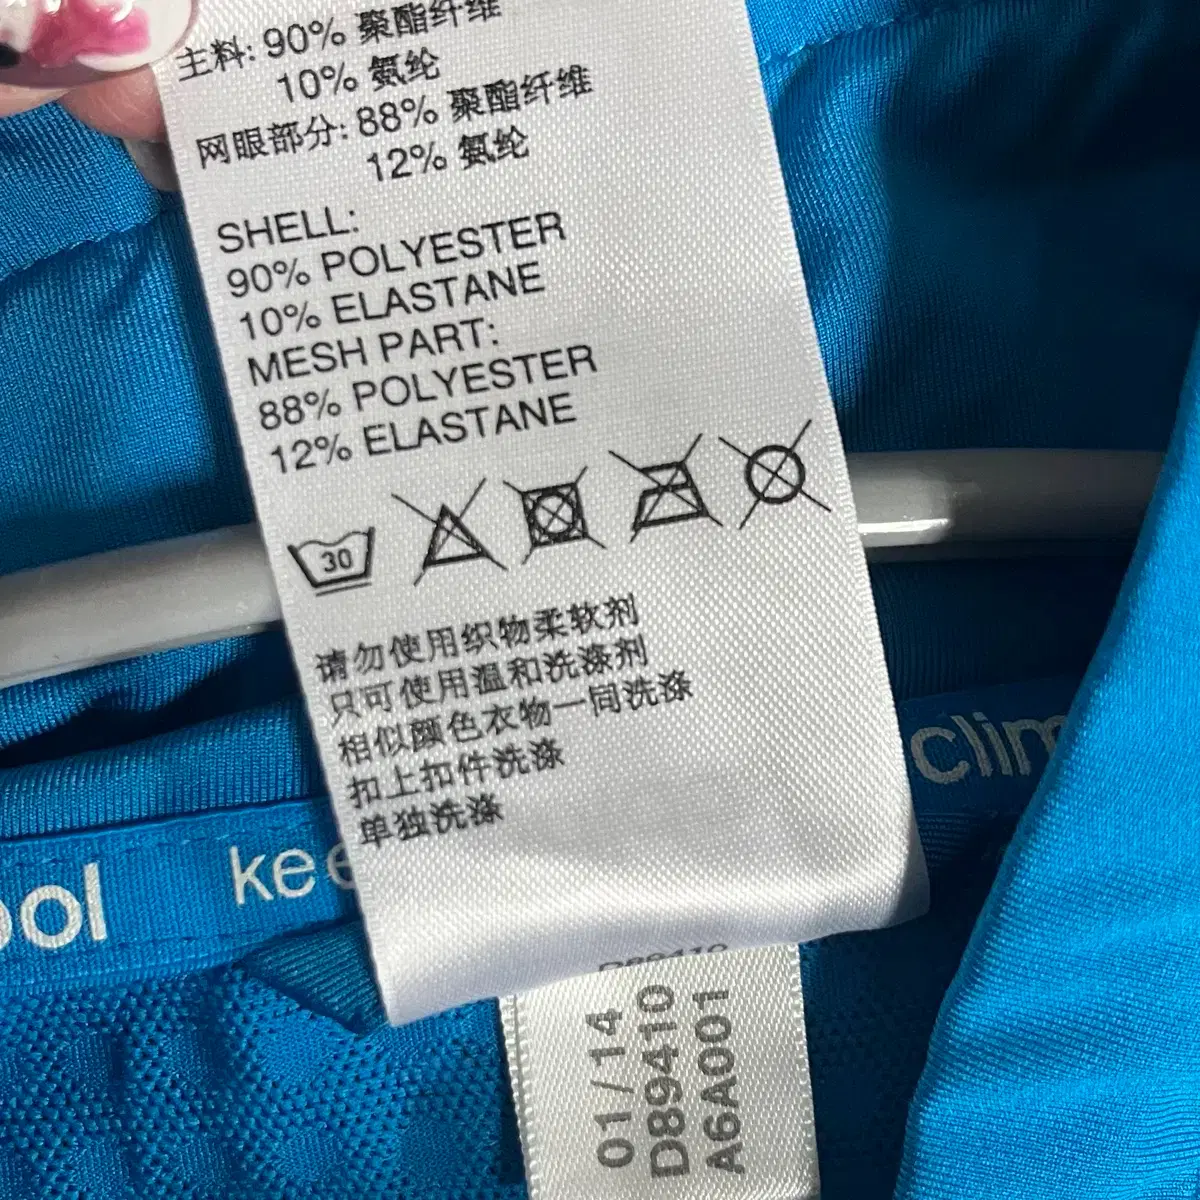 主料: 90% 聚酯纤维
10% 氨纶
网眼部分: 88% 聚酯纤维
12% 氨纶
SHELL:
90% POLYESTER
10% ELASTANE
MESH PART:
88% POLYESTER
12% ELASTANE
30
请勿使用织物柔软剂
只可使用温和洗涤剂
相似颜色衣物一同洗涤
扣上扣件洗涤
单独洗涤
clim
ool
kee
01/14
D89410
A6A001